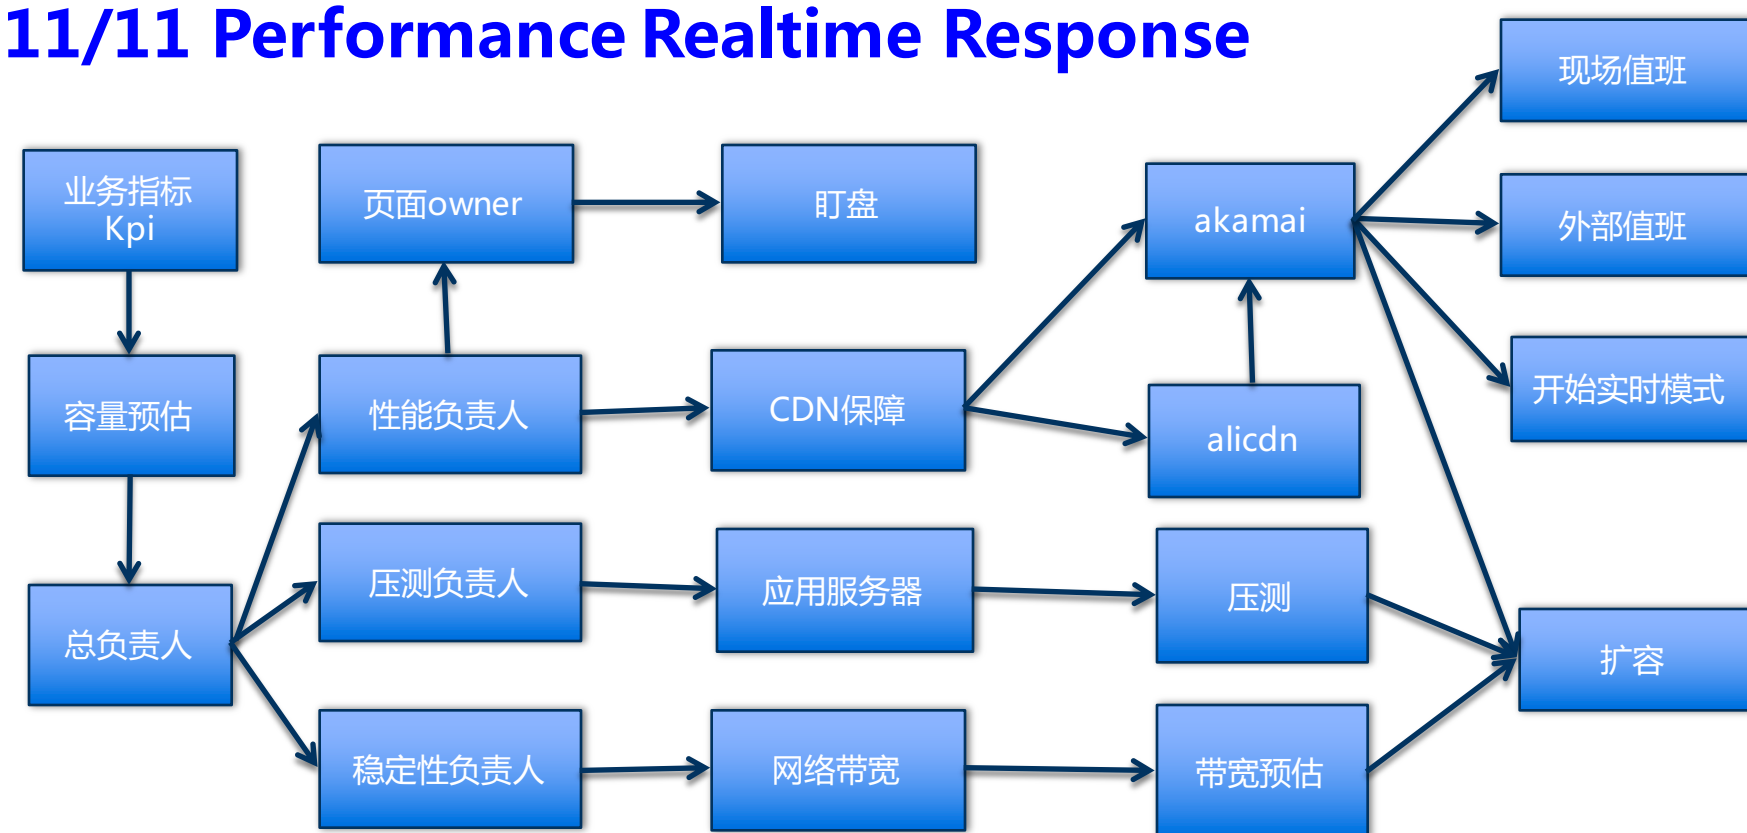 11/11 Performance Realtime Response
现场值班
业务指标
Kpi
页面owner
盯盘
akamai
外部值班
容量预估
性能负责人
CDN保障
alicdn
开始实时模式
总负责人
压测负责人
应用服务器
压测
扩容
稳定性负责人
网络带宽
带宽预估